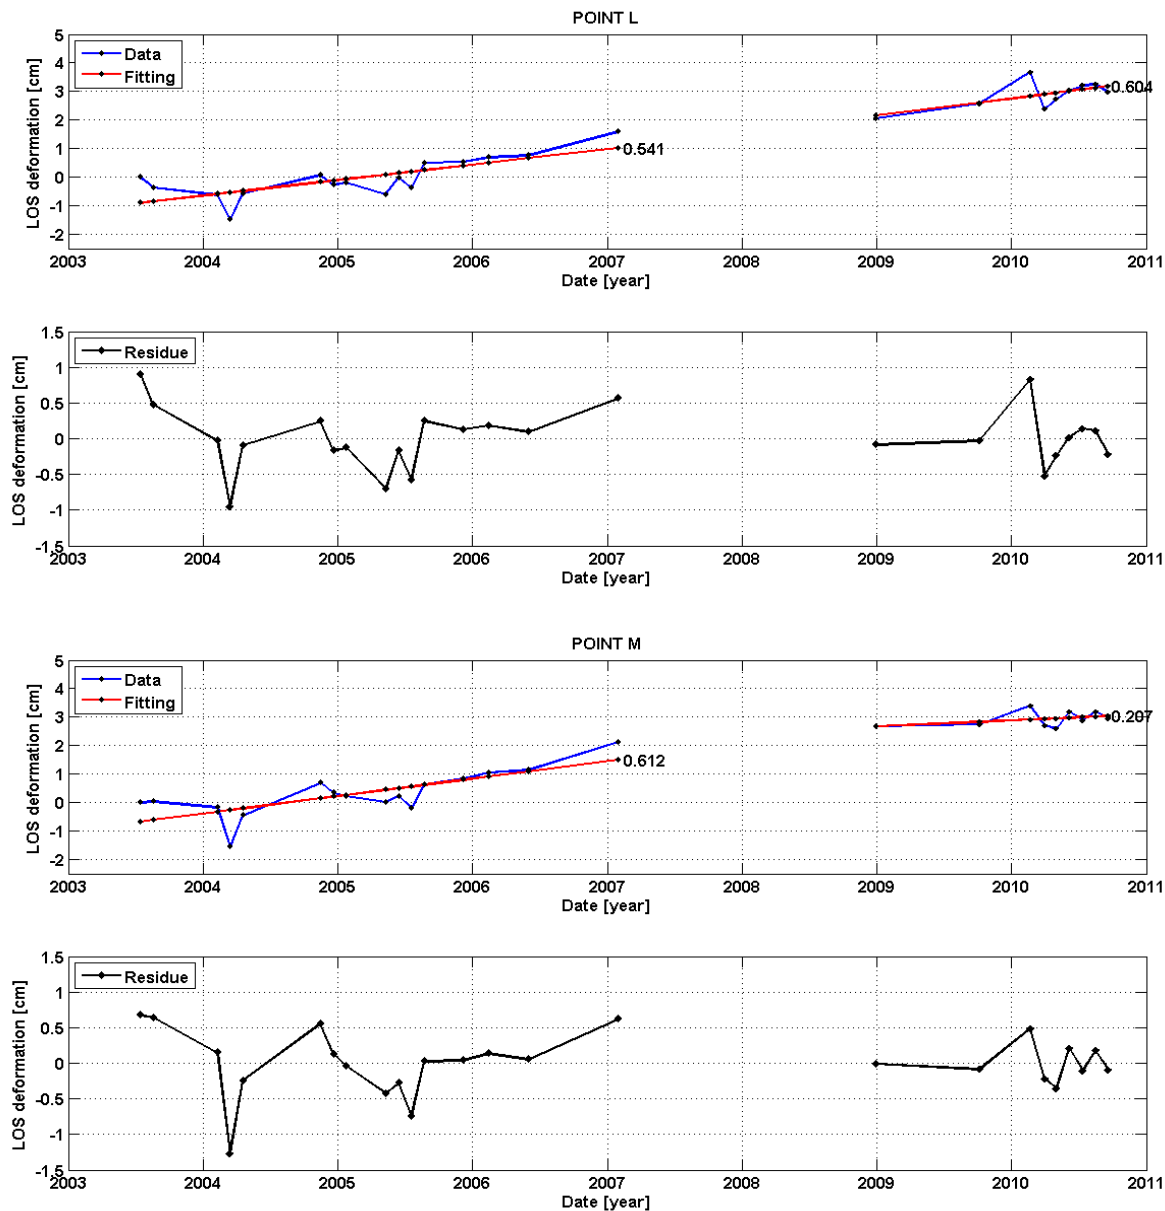 POINT L
LOS deformation [cm]
5
4
3
2
1
0
-1
-2
Data
Fitting
0.541
0.604
2003 2004 2005 2006 2007 2008 2009 2010 2011
Date [year]
LOS deformation [cm]
1.5
1
0.5
0
-0.5
-1
-1.5
Residue
2003 2004 2005 2006 2007 2008 2009 2010 2011
Date [year]
POINT M
LOS deformation [cm]
5
4
3
2
1
0
-1
-2
Data
Fitting
0.612
0.207
2003 2004 2005 2006 2007 2008 2009 2010 2011
Date [year]
LOS deformation [cm]
1.5
1
0.5
0
-0.5
-1
-1.5
Residue
2003 2004 2005 2006 2007 2008 2009 2010 2011
Date [year]